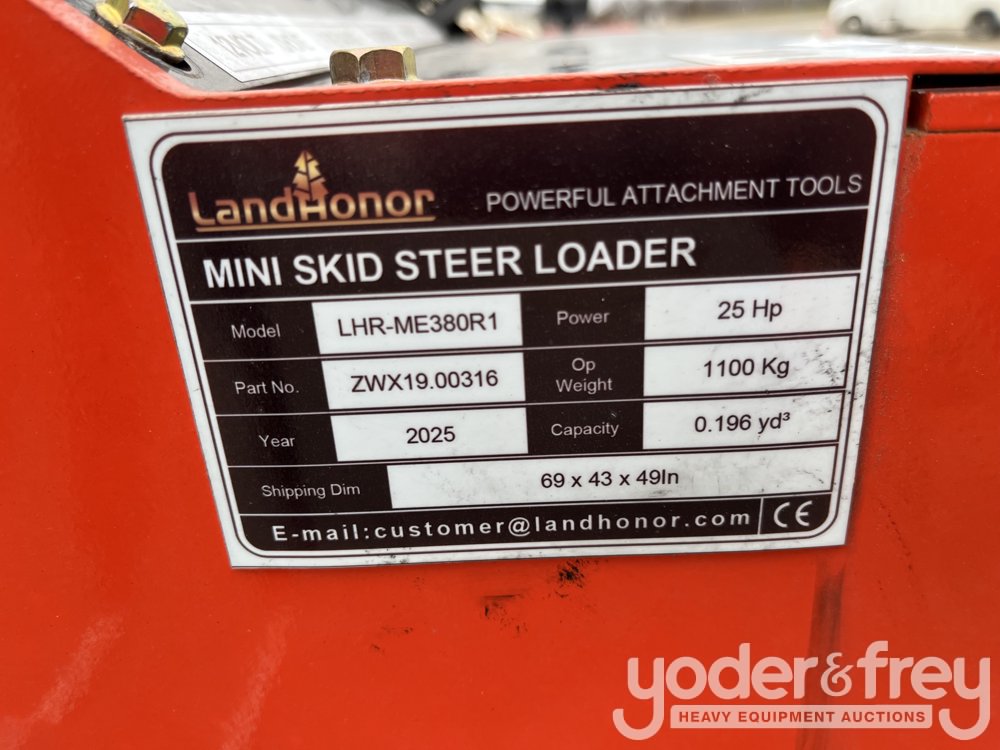 LandHonor POWERFUL ATTACHMENT TOOLS
MINI SKID STEER LOADER
Model LHR-ME380R1 Power 25 Hp
Part No. ZWX19.00316 Op Weight 1100 Kg
Year 2025 Capacity 0.196 yd³
Shipping Dim 69 x 43 x 49In
E-mail:customer@landhonor.com CE
yoder&frey
HEAVY EQUIPMENT AUCTIONS